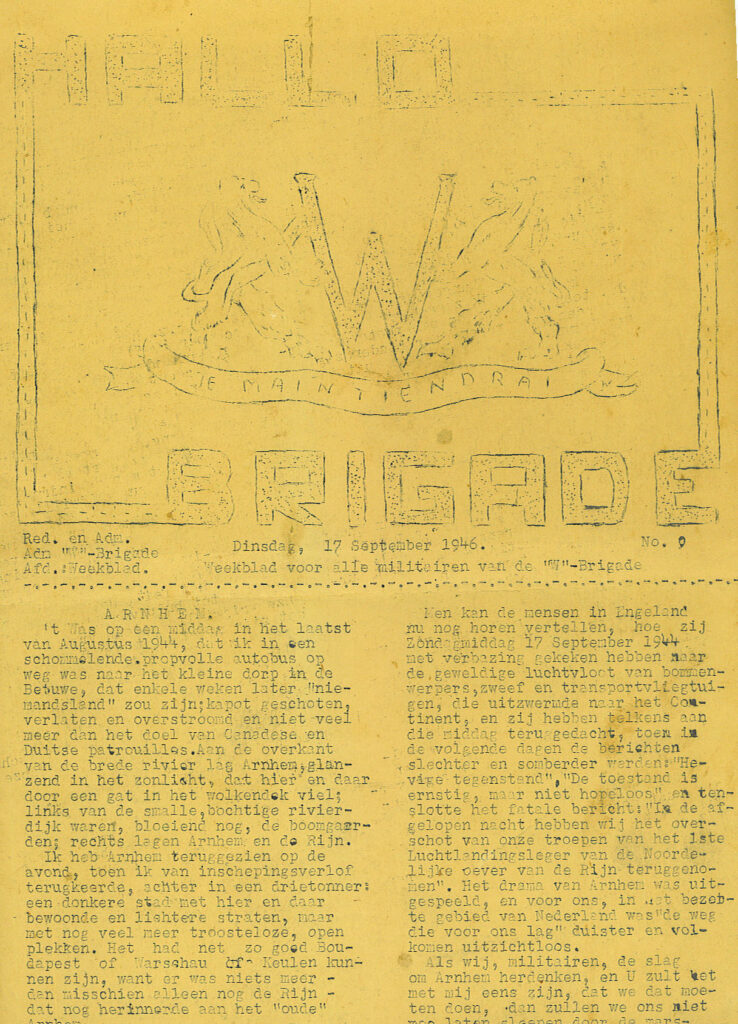 HALLO
W
JE MAINTIENDRAI
BRIGADE
Red. en Adm.
Adm "W"-Brigade
Afd. Weekblad.
Dinsdag, 17 September 1946.
No. 9
Weekblad voor alle militairen van de "W"-Brigade
ARNHEM.
't Was op een middag in het laatst
van Augustus 1944, dat ik in een
schommelende propvolle autobus op
weg was naar het kleine dorp in de
Betuwe, dat enkele weken later "nie-
mandsland" zou zijn; kapot geschoten,
verlaten en overstroomd en niet veel
meer dan het doel van Canadese en
Duitse patrouilles. Aan de overkant
van de brede rivier lag Arnhem, glan-
zend in het zonlicht, dat hier en daar
door een gat in het wolkendek viel;
links van de smalle, bochtige rivier-
dijk waren, bloeiend nog, de boomgaar-
den; rechts lagen Arnhem en de Rijn.
Ik heb Arnhem teruggezien op de
avond, toen ik van inschepingsverlof
terugkeerde, achter in een drietonner:
een donkere stad met hier en daar
bewoonde en lichtere straten, maar
met nog veel meer troosteloze, open
plekken. Het had net zo goed Bou-
dapest of Warschau of Keulen kun-
nen zijn, want er was niets meer -
dan misschien alleen nog de Rijn -
dat nog herinnerde aan het "oude"
Arnhem.
Men kan de mensen in Engeland
nu nog horen vertellen, hoe zij
Zondagmiddag 17 September 1944
met verbazing gekeken hebben naar
de geweldige luchtvloot van bommen-
werpers, zweef en transportvliegtui-
gen, die uitzwermde naar het Con-
tinent, en zij hebben telkens aan
die middag teruggedacht, toen in
de volgende dagen de berichten
slechter en somberder werden: "He-
vige tegenstand", "De toestand is
ernstig, maar niet hopeloos" en ten-
slotte het fatale bericht: "In de af-
gelopen nacht hebben wij het over-
schot van onze troepen van het 1ste
Luchtlandingsleger van de Noorde-
lijke oever van de Rijn teruggeno-
men". Het drama van Arnhem was uit-
gespeeld, en voor ons, in het bezet-
te gebied van Nederland was "de weg
die voor ons lag" duister en vol-
komen uitzichtloos.
Als wij, militairen, de slag
om Arnhem herdenken, en U zult het
met mij eens zijn, dat we dat moe-
ten doen, dan zullen we ons niet
mee laten slepen door de mars-